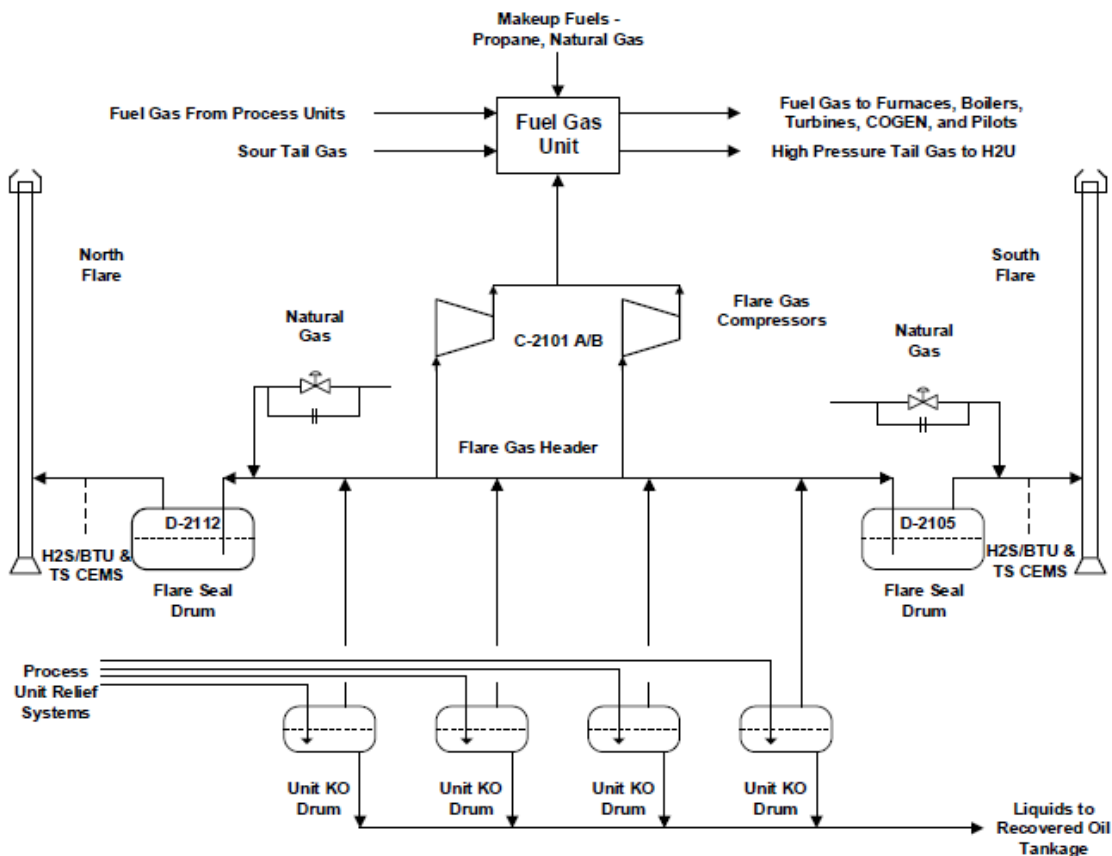 Makeup Fuels -
Propane, Natural Gas
Fuel Gas From Process Units
Sour Tail Gas
Fuel Gas
Unit
Fuel Gas to Furnaces, Boilers,
Turbines, COGEN, and Pilots
High Pressure Tail Gas to H2U
North
Flare
South
Flare
Natural
Gas
C-2101 A/B
Flare Gas
Compressors
Natural
Gas
Flare Gas Header
D-2112
D-2105
H2S/BTU &
TS CEMS
Flare Seal
Drum
Flare Seal
Drum
H2S/BTU &
TS CEMS
Process
Unit Relief
Systems
Unit KO
Drum
Unit KO
Drum
Unit KO
Drum
Unit KO
Drum
Liquids to
Recovered Oil
Tankage